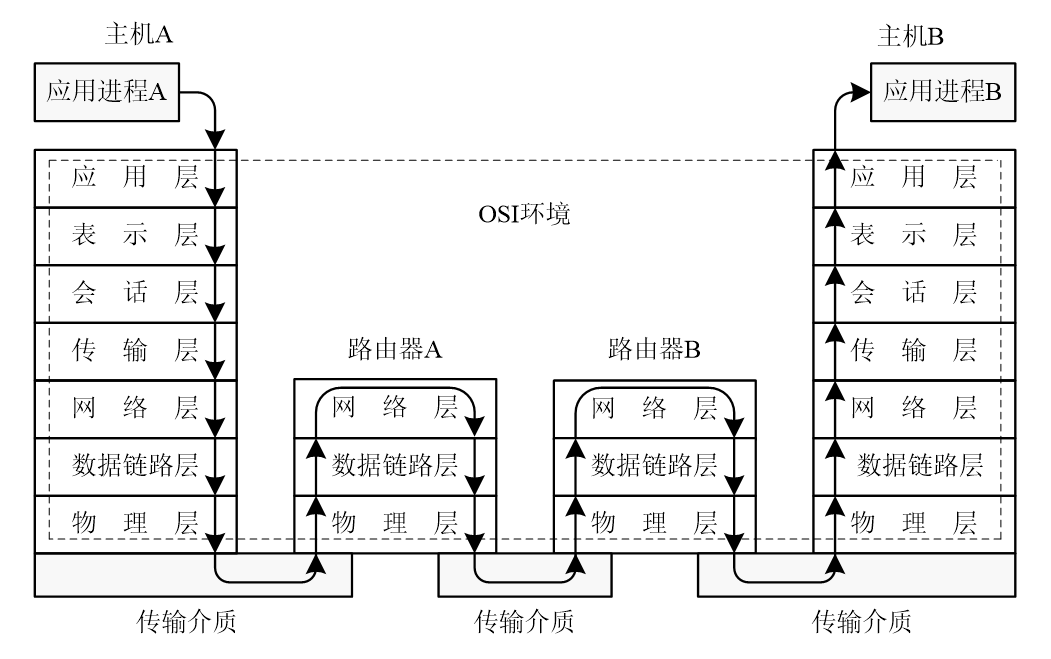 主机A
主机B
应用进程A
应用进程B
应用层
应用层
OSI环境
表示层
表示层
会话层
会话层
传输层
路由器A
路由器B
传输层
网络层
网络层
网络层
网络层
数据链路层
数据链路层
数据链路层
数据链路层
物理层
物理层
物理层
物理层
传输介质
传输介质
传输介质